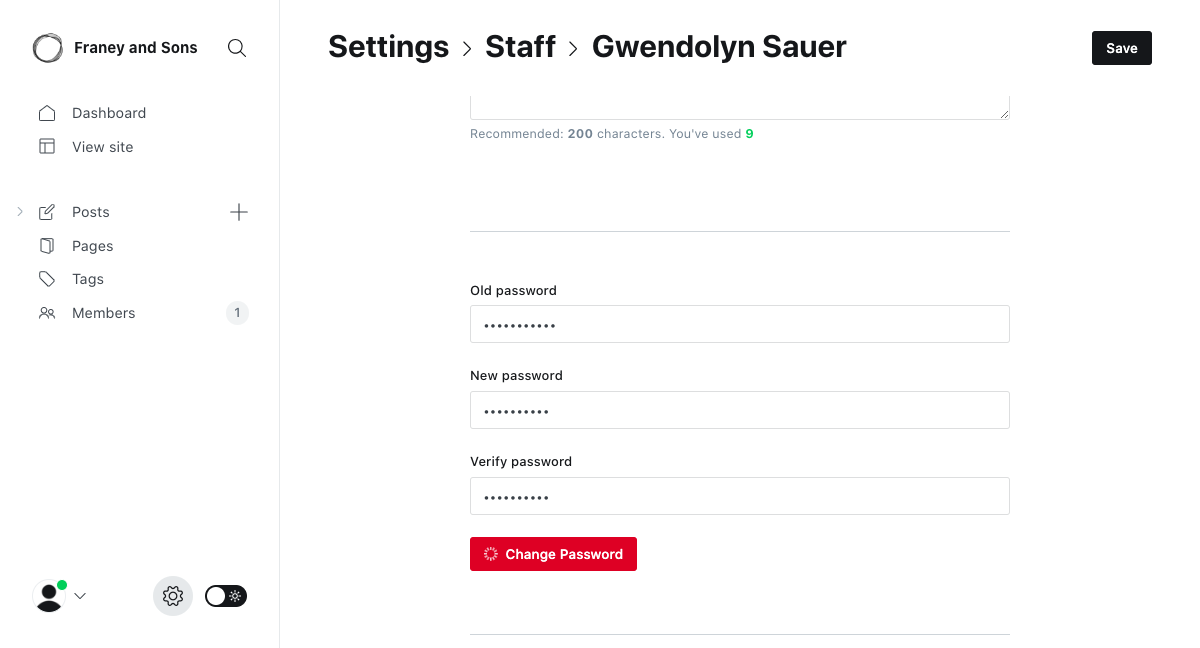 Franey and Sons
Settings
Staff
Gwendolyn Sauer
Save
Dashboard
View site
Posts
Pages
Tags
Members
1
Recommended: 200 characters. You've used 9
Old password
•••••••••••
New password
••••••••••
Verify password
••••••••••
Change Password